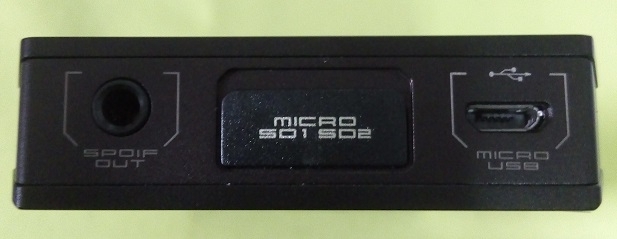 SPDIF
OUT
MICRO
SD1 SD2
MICRO
USB